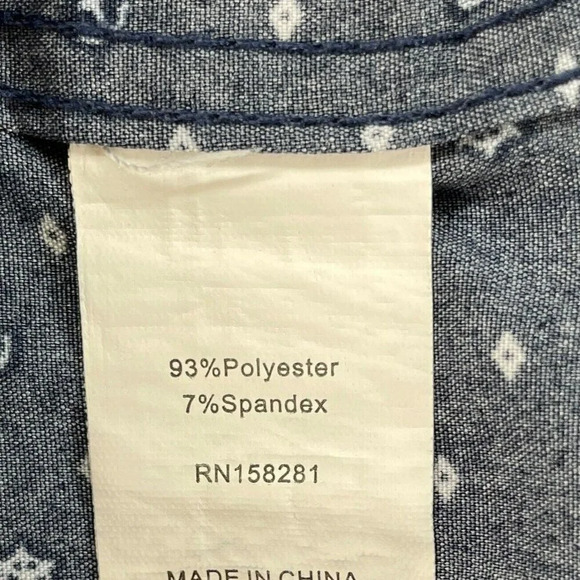 93%Polyester
7%Spandex
RN158281
MADE IN CHINA